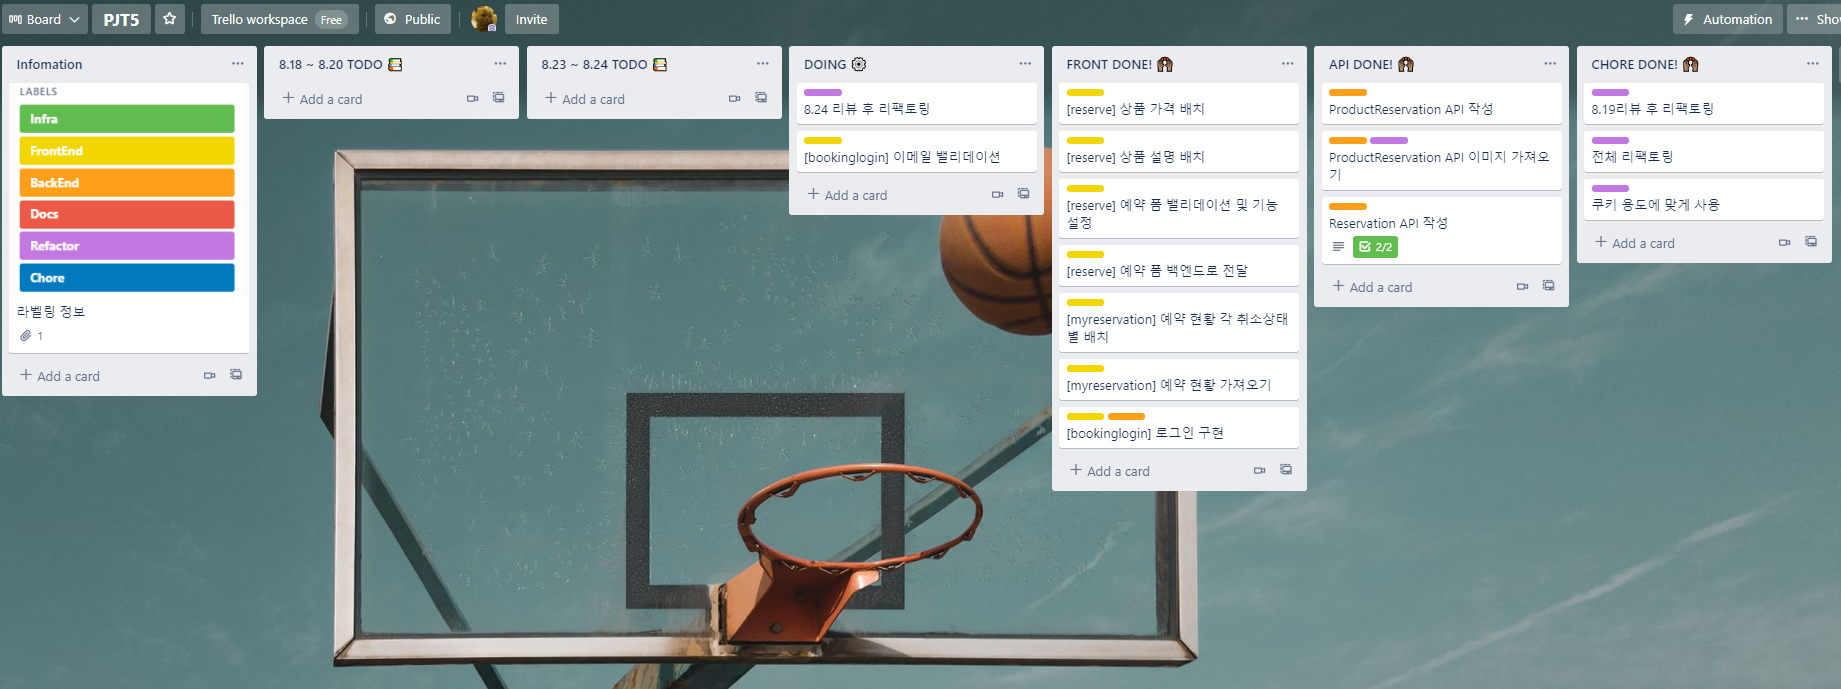 Board
PJT5
Trello workspace Free
Public
Invite
Automation
Infomation
LABELS
Infra
FrontEnd
BackEnd
Docs
Refactor
Chore
라벨링 정보
1
Add a card
8.18 ~ 8.20 TODO
Add a card
8.23 ~ 8.24 TODO
Add a card
DOING
8.24 리뷰 후 리팩토링
[bookinglogin] 이메일 밸리데이션
Add a card
FRONT DONE!
[reserve] 상품 가격 배치
[reserve] 상품 설명 배치
[reserve] 예약 폼 밸리데이션 및 기능
설정
[reserve] 예약 폼 백엔드로 전달
[myreservation] 예약 현황 각 취소상태
별 배치
[myreservation] 예약 현황 가져오기
[bookinglogin] 로그인 구현
Add a card
API DONE!
ProductReservation API 작성
ProductReservation API 이미지 가져오
기
Reservation API 작성
2/2
Add a card
CHORE DONE!
8.19리뷰 후 리팩토링
전체 리팩토링
쿠키 용도에 맞게 사용
Add a card